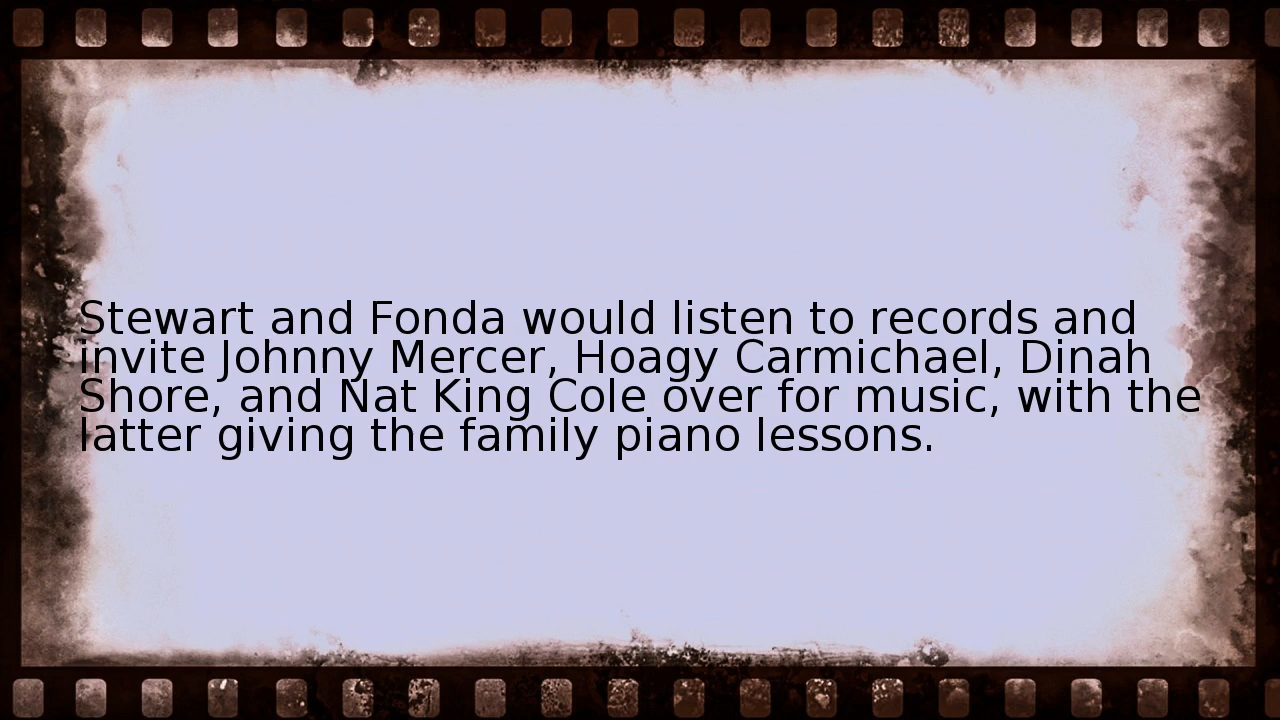 Stewart and Fonda would listen to records and
invite Johnny Mercer, Hoagy Carmichael, Dinah
Shore, and Nat King Cole over for music, with the
latter giving the family piano lessons.